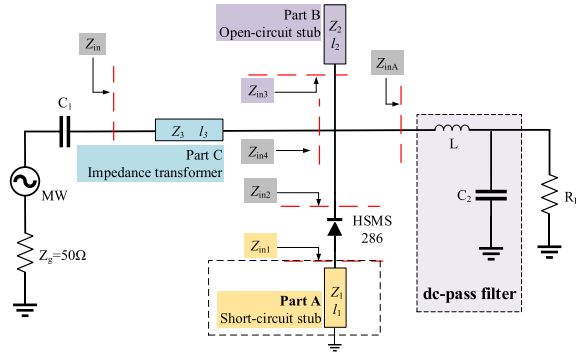 Part B
Open-circuit stub
Z2
l2
Zin
ZinA
C1
Zin3
Z3 l3
L
Part C
Impedance transformer
Zin4
C2
MW
Zin2
HSMS
286
Zg=50Ω
Zin1
Part A
Short-circuit stub
Z1
l1
dc-pass filter